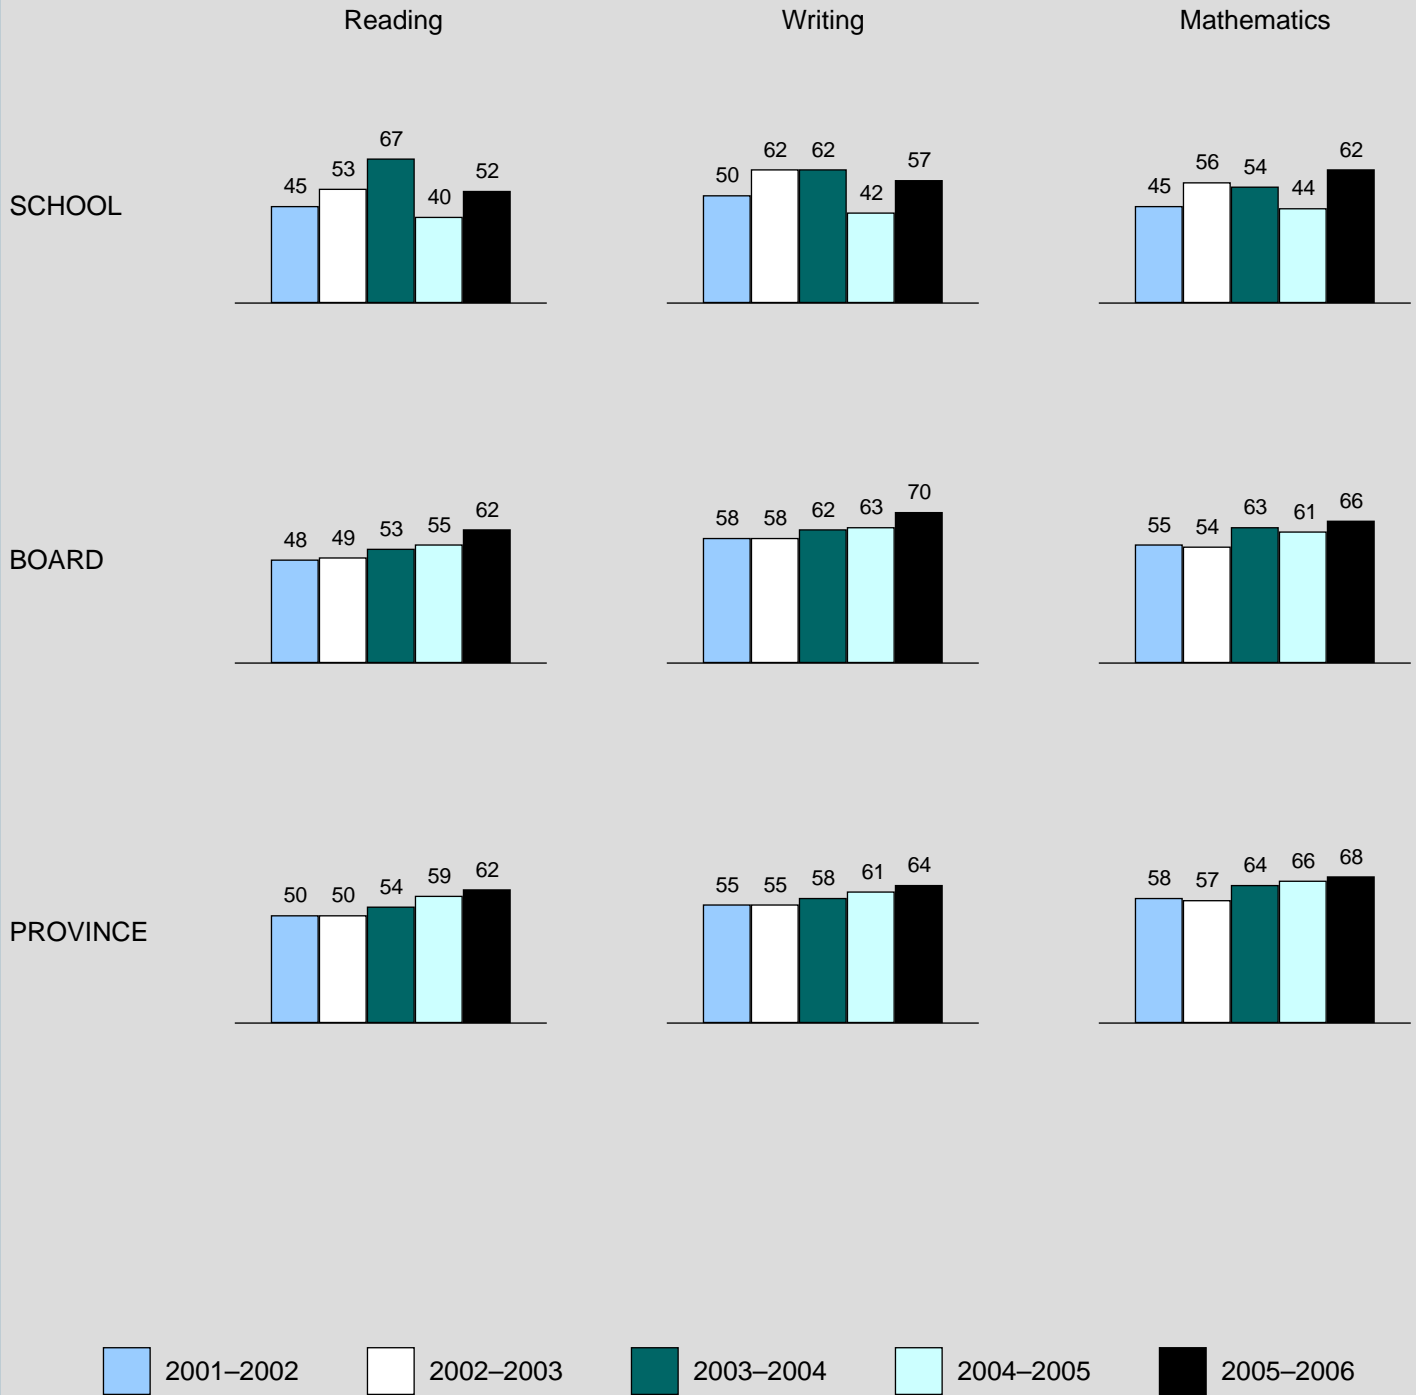 Reading Writing Mathematics
SCHOOL
45 53 67 40 52
50 62 62 42 57
45 56 54 44 62
BOARD
48 49 53 55 62
58 58 62 63 70
55 54 63 61 66
PROVINCE
50 50 54 59 62
55 55 58 61 64
58 57 64 66 68
2001–2002 2002–2003 2003–2004 2004–2005 2005–2006